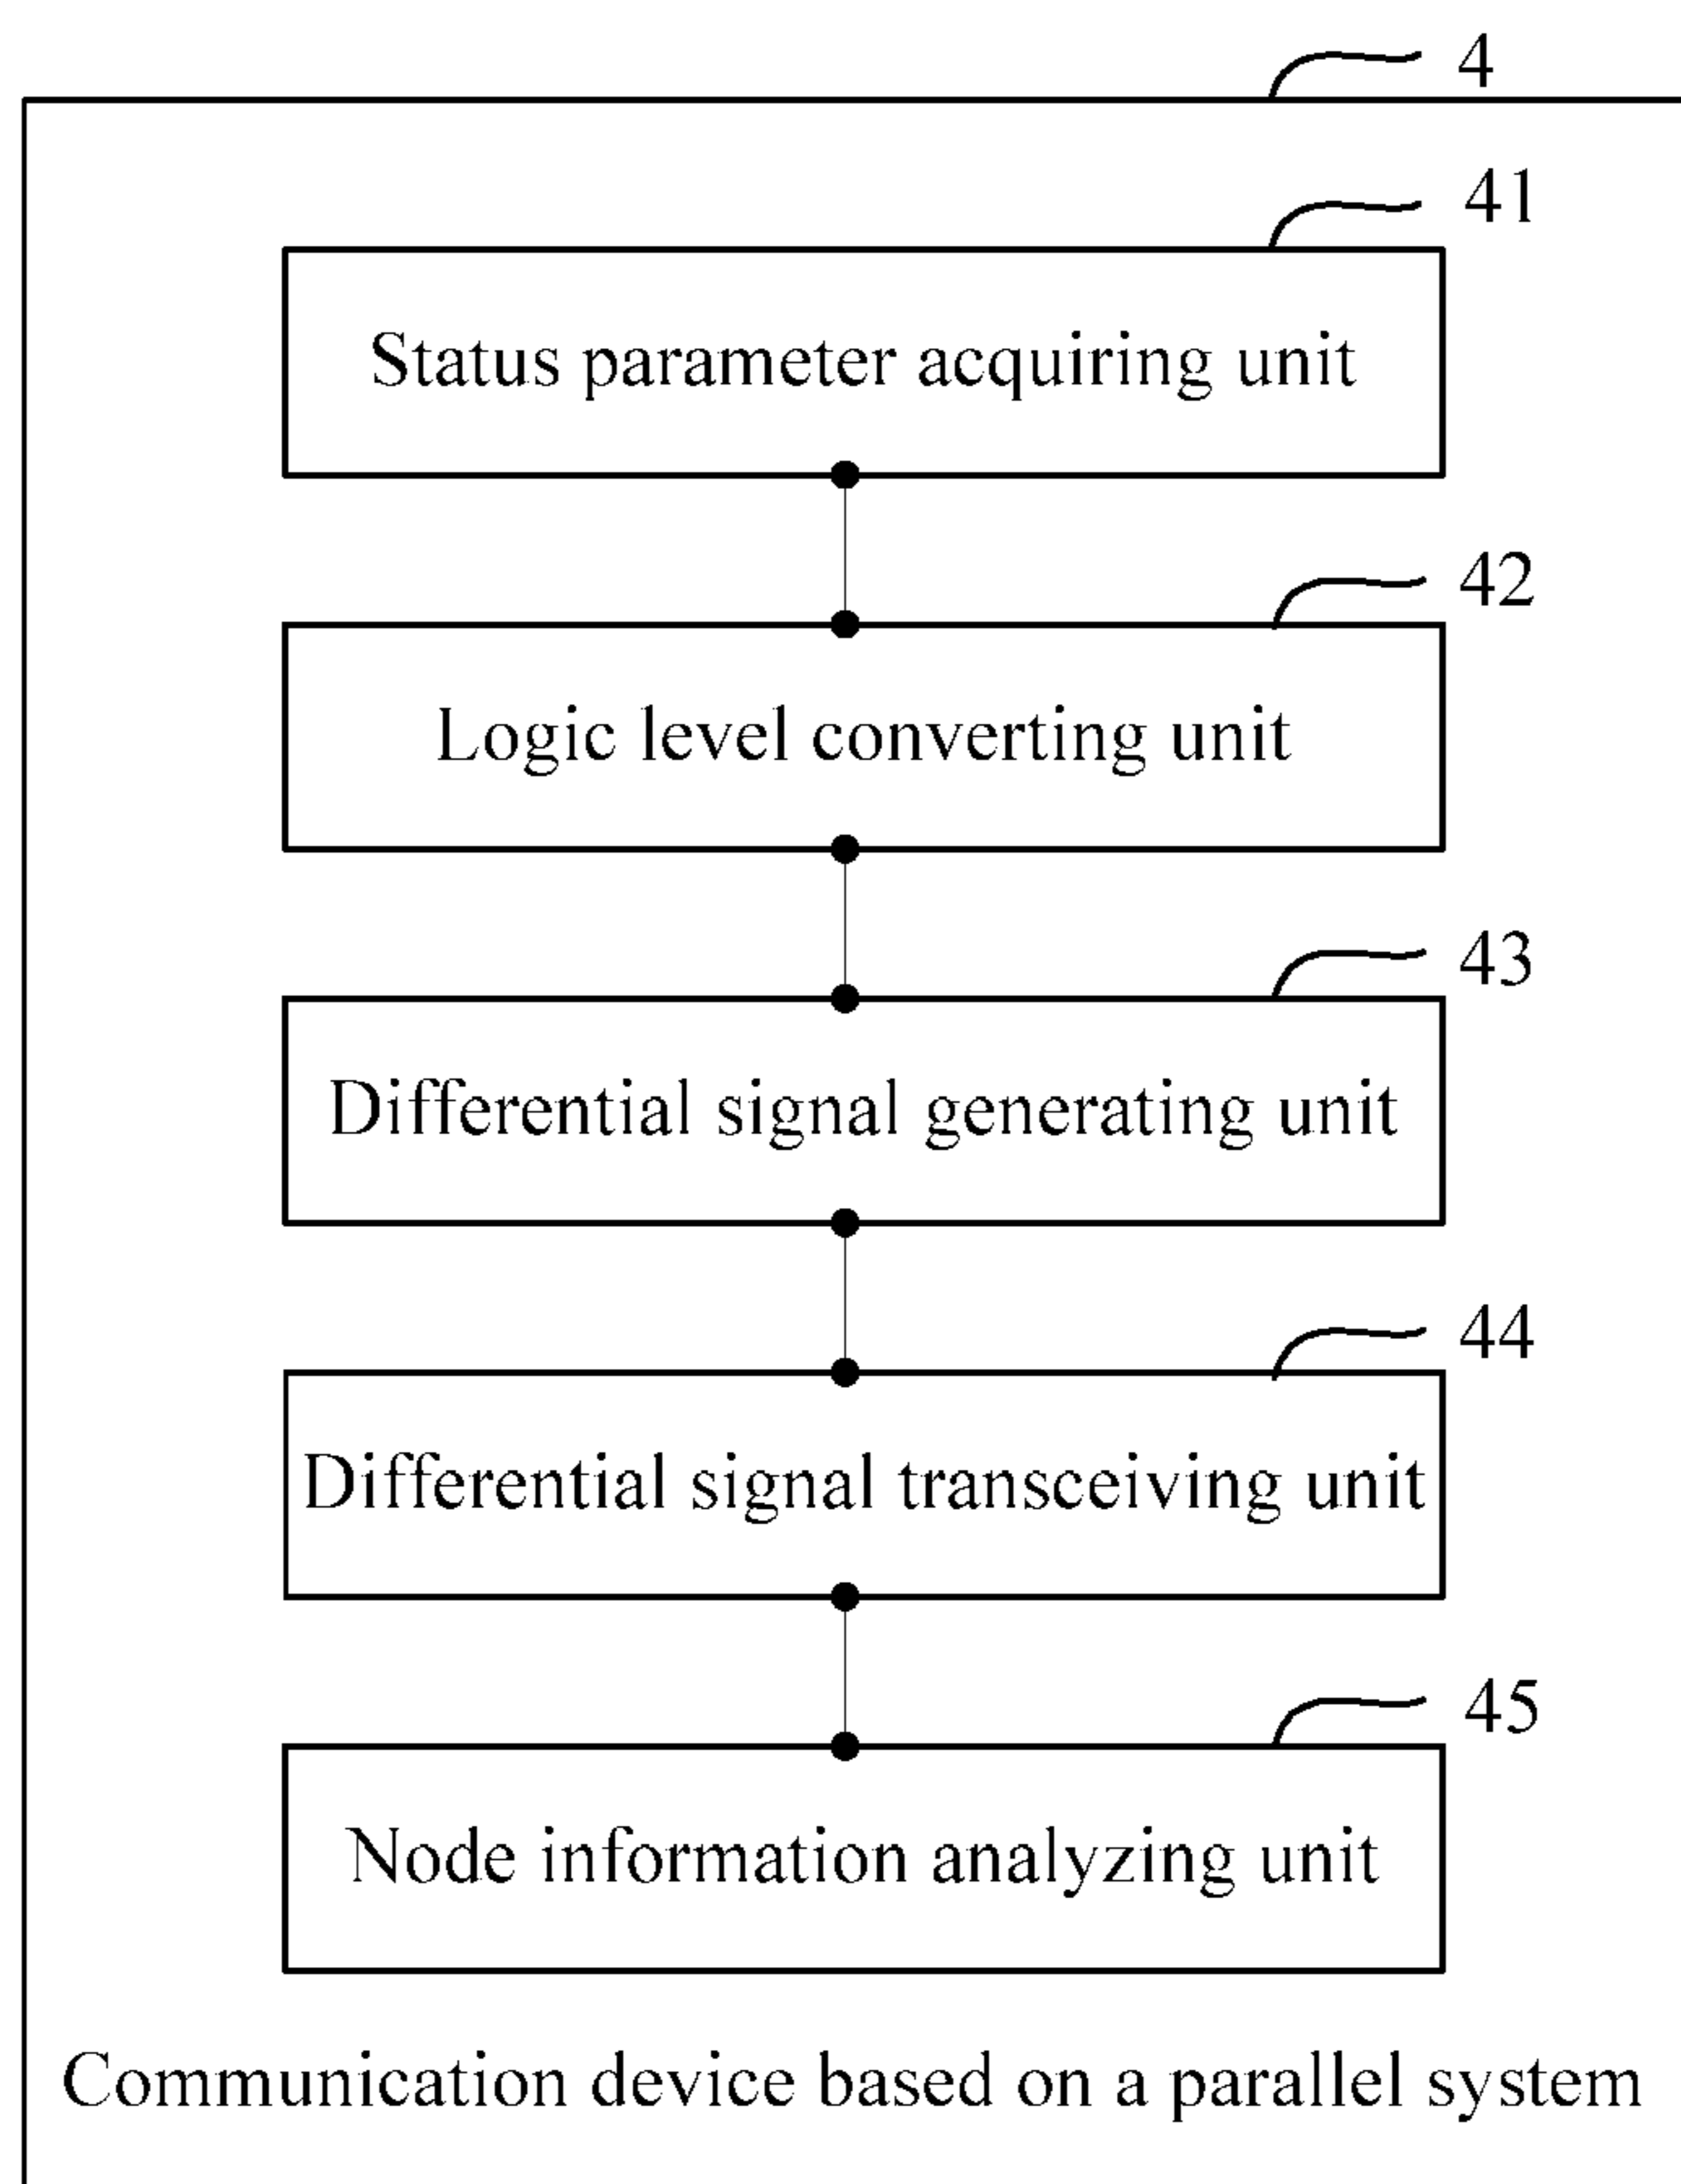 4
41
Status parameter acquiring unit
42
Logic level converting unit
43
Differential signal generating unit
44
Differential signal transceiving unit
45
Node information analyzing unit
Communication device based on a parallel system